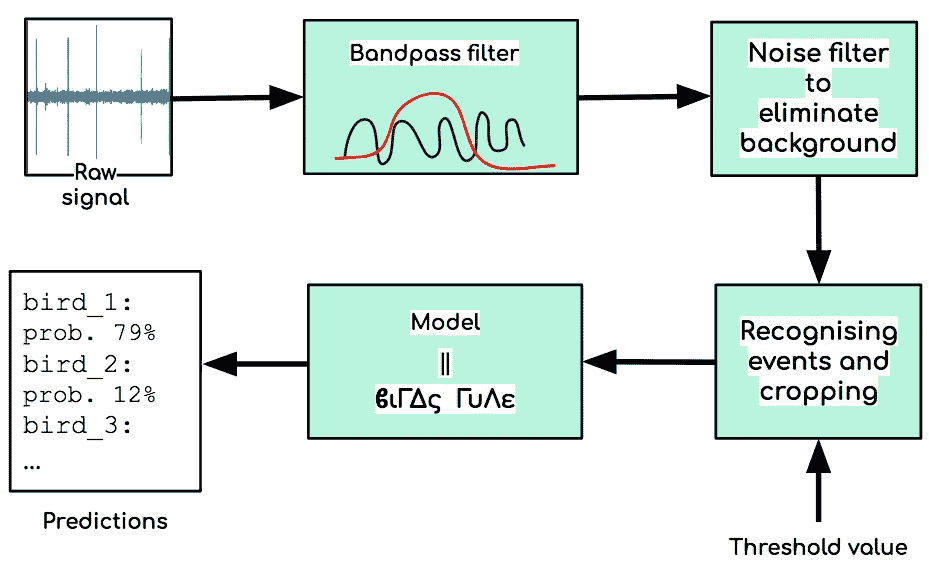 Raw
signal
Bandpass filter
Noise filter
to
eliminate
background
Recognising
events and
cropping
Threshold value
Model
||
βιΓΔς ΓυΛε
bird_1:
prob. 79%
bird_2:
prob. 12%
bird_3:
…
Predictions